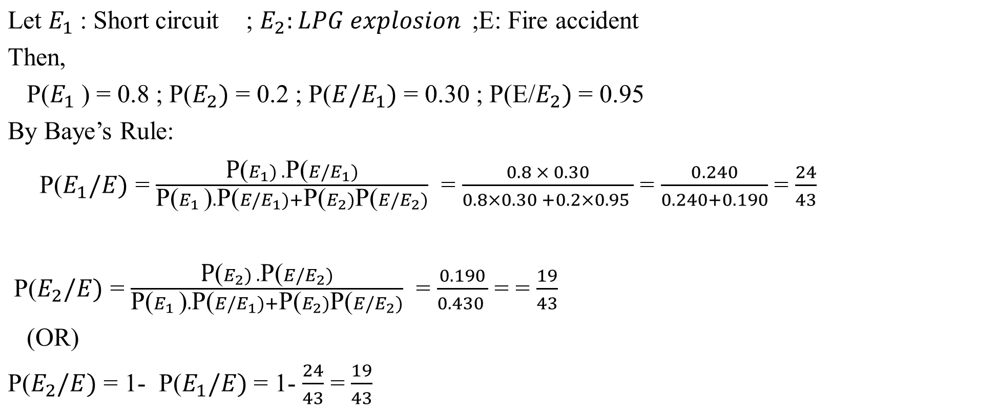 Let E₁ : Short circuit ; E₂: LPG explosion ;E: Fire accident
Then,
P(E₁ ) = 0.8 ; P(E₂) = 0.2 ; P(E/E₁) = 0.30 ; P(E/E₂) = 0.95
By Baye’s Rule:
P(E₁/E) = P(E₁) .P(E/E₁) / P(E₁ ).P(E/E₁)+P(E₂)P(E/E₂) = 0.8 × 0.30 / 0.8×0.30 +0.2×0.95 = 0.240 / 0.240+0.190 = 24 / 43
P(E₂/E) = P(E₂) .P(E/E₂) / P(E₁ ).P(E/E₁)+P(E₂)P(E/E₂) = 0.190 / 0.430 = = 19 / 43
(OR)
P(E₂/E) = 1- P(E₁/E) = 1- 24 / 43 = 19 / 43